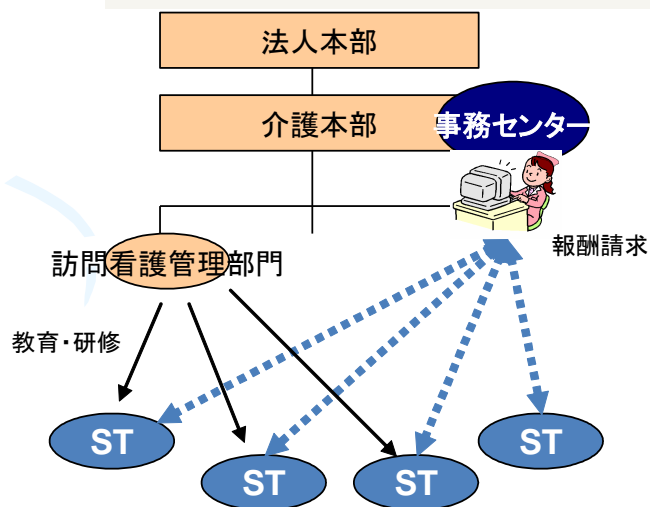 法人本部
介護本部
事務センター
報酬請求
訪問看護管理部門
教育・研修
ST
ST
ST
ST